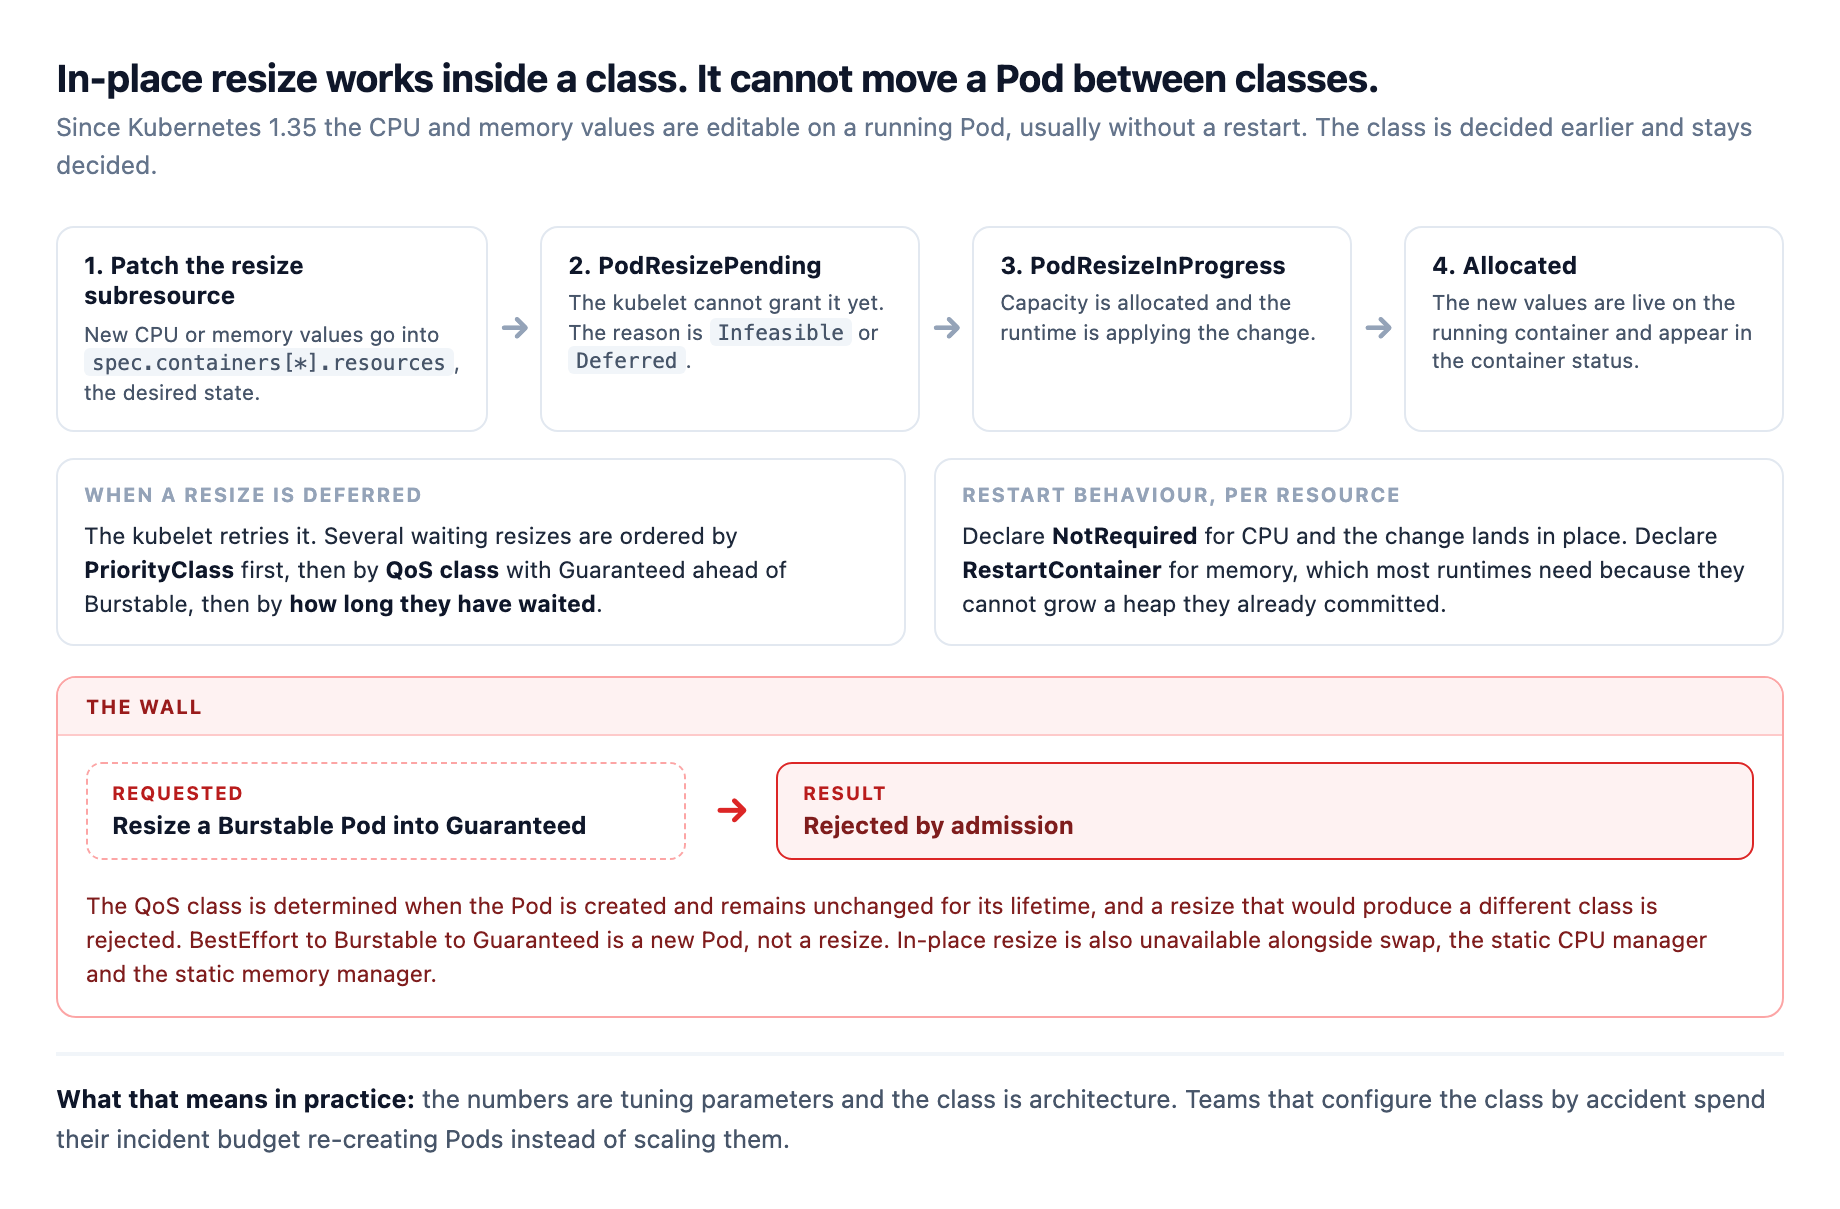 In-place resize works inside a class. It cannot move a Pod between classes.
Since Kubernetes 1.35 the CPU and memory values are editable on a running Pod, usually without a restart. The class is decided earlier and stays
decided.
1. Patch the resize
subresource
New CPU or memory values go into
spec.containers[*].resources,
the desired state.
2. PodResizePending
The kubelet cannot grant it yet.
The reason is Infeasible or
Deferred.
3. PodResizeInProgress
Capacity is allocated and the
runtime is applying the change.
4. Allocated
The new values are live on the
running container and appear in
the container status.
WHEN A RESIZE IS DEFERRED
The kubelet retries it. Several waiting resizes are ordered by
PriorityClass first, then by QoS class with Guaranteed ahead of
Burstable, then by how long they have waited.
RESTART BEHAVIOUR, PER RESOURCE
Declare NotRequired for CPU and the change lands in place. Declare
RestartContainer for memory, which most runtimes need because they
cannot grow a heap they already committed.
THE WALL
REQUESTED
Resize a Burstable Pod into Guaranteed
RESULT
Rejected by admission
The QoS class is determined when the Pod is created and remains unchanged for its lifetime, and a resize that would produce a different class is
rejected. BestEffort to Burstable to Guaranteed is a new Pod, not a resize. In-place resize is also unavailable alongside swap, the static CPU manager
and the static memory manager.
What that means in practice: the numbers are tuning parameters and the class is architecture. Teams that configure the class by accident spend
their incident budget re-creating Pods instead of scaling them.